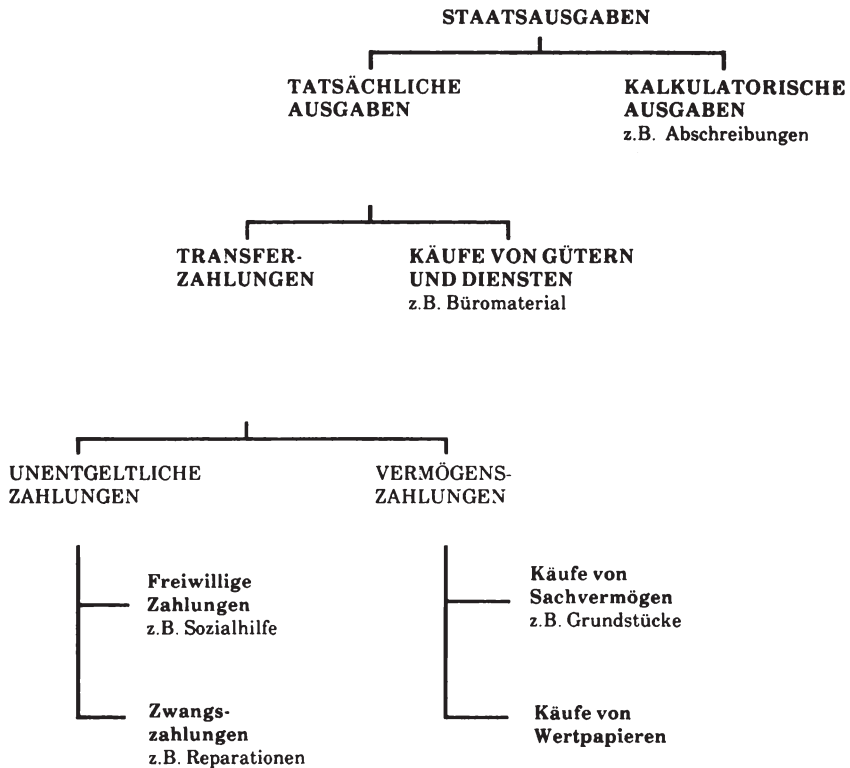 STAATSAUSGABEN
TATSÄCHLICHE
AUSGABEN
KALKULATORISCHE
AUSGABEN
z.B. Abschreibungen
TRANSFER-
ZAHLUNGEN
KÄUFE VON GÜTERN
UND DIENSTEN
z.B. Büromaterial
UNENTGELTLICHE
ZAHLUNGEN
VERMÖGENS-
ZAHLUNGEN
Freiwillige
Zahlungen
z.B. Sozialhilfe
Käufe von
Sachvermögen
z.B. Grundstücke
Zwangs-
zahlungen
z.B. Reparationen
Käufe von
Wertpapieren